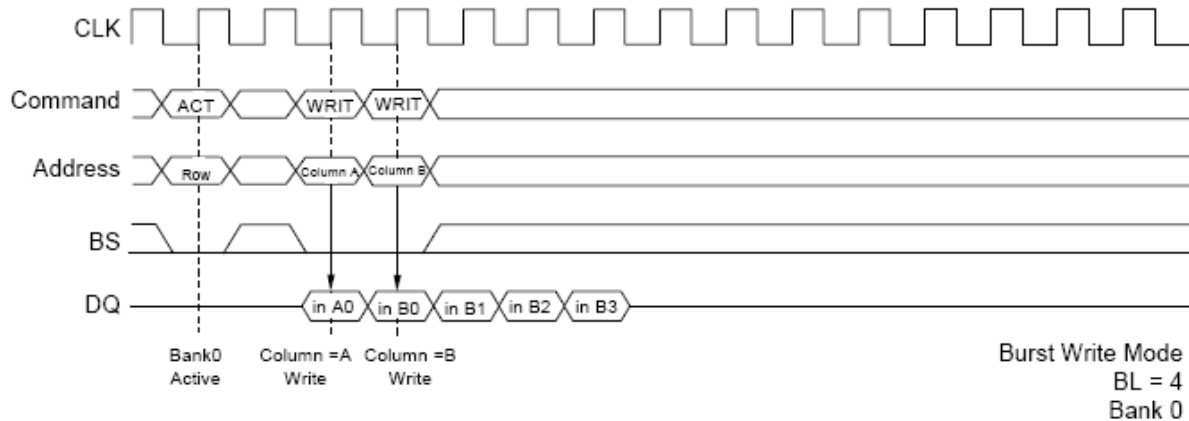 CLK
Command ACT WRIT WRIT
Address Row Column A Column B
BS
DQ in A0 in B0 in B1 in B2 in B3
Bank0 Column =A Column =B
Active Write Write
Burst Write Mode
BL = 4
Bank 0